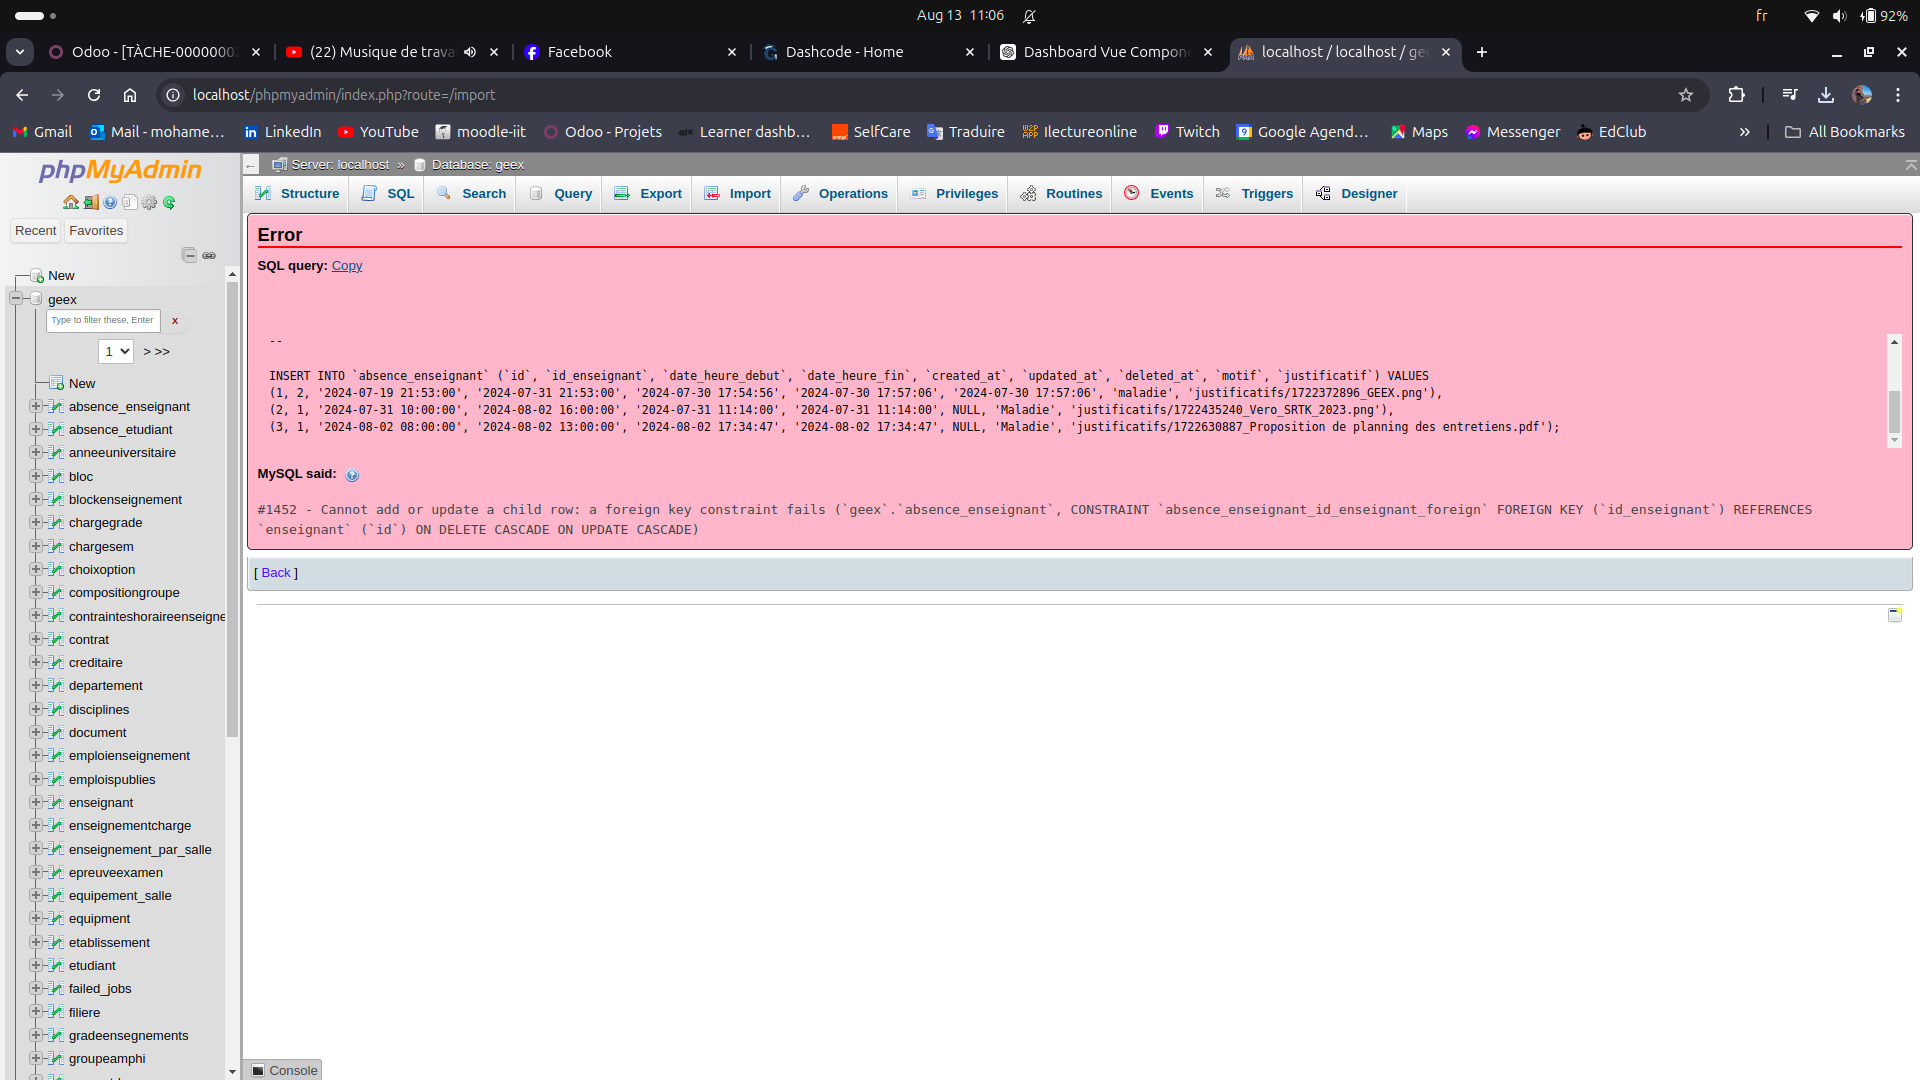 Aug 13 11:06
fr
92%
Odoo - [TÀCHE-00000000
(22) Musique de trava
Facebook
Dashcode - Home
Dashboard Vue Compon
localhost / localhost / ge
localhost/phpmyadmin/index.php?route=/import
Gmail
Mail - mohame…
LinkedIn
YouTube
moodle-iit
Odoo - Projets
Learner dashb…
SelfCare
Traduire
Ilectureonline
Twitch
Google Agend…
Maps
Messenger
EdClub
»
All Bookmarks
phpMyAdmin
Recent
Favorites
New
geex
Type to filter these, Enter
x
1
> >>
New
absence_enseignant
absence_etudiant
anneeuniversitaire
bloc
blockenseignement
chargegrade
chargesem
choixoption
compositiongroupe
contrainteshoraireenseigne
contrat
creditaire
departement
disciplines
document
emploienseignement
emploispublies
enseignant
enseignementcharge
enseignement_par_salle
epreuveexamen
equipement_salle
equipment
etablissement
etudiant
failed_jobs
filiere
gradeensegnements
groupeamphi
Server: localhost » Database: geex
Structure
SQL
Search
Query
Export
Import
Operations
Privileges
Routines
Events
Triggers
Designer
Error
SQL query: Copy
--
INSERT INTO `absence_enseignant` (`id`, `id_enseignant`, `date_heure_debut`, `date_heure_fin`, `created_at`, `updated_at`, `deleted_at`, `motif`, `justificatif`) VALUES
(1, 2, '2024-07-19 21:53:00', '2024-07-31 21:53:00', '2024-07-30 17:54:56', '2024-07-30 17:57:06', '2024-07-30 17:57:06', 'maladie', 'justificatifs/1722372896_GEEX.png'),
(2, 1, '2024-07-31 10:00:00', '2024-08-02 16:00:00', '2024-07-31 11:14:00', '2024-07-31 11:14:00', NULL, 'Maladie', 'justificatifs/1722435240_Vero_SRTK_2023.png'),
(3, 1, '2024-08-02 08:00:00', '2024-08-02 13:00:00', '2024-08-02 17:34:47', '2024-08-02 17:34:47', NULL, 'Maladie', 'justificatifs/1722630887_Proposition de planning des entretiens.pdf');
MySQL said:
#1452 - Cannot add or update a child row: a foreign key constraint fails (`geex`.`absence_enseignant`, CONSTRAINT `absence_enseignant_id_enseignant_foreign` FOREIGN KEY (`id_enseignant`) REFERENCES
`enseignant` (`id`) ON DELETE CASCADE ON UPDATE CASCADE)
[ Back ]
Console